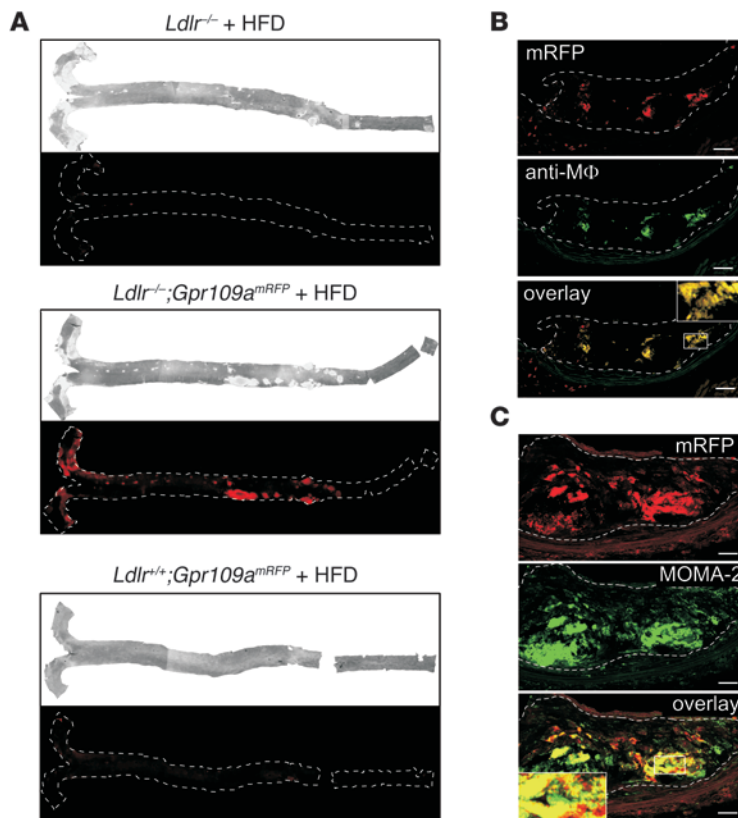 A
Ldlr⁻/⁻ + HFD
Ldlr⁻/⁻;Gpr109aᵐᴿᶠᴾ + HFD
Ldlr⁺/⁺;Gpr109aᵐᴿᶠᴾ + HFD
B
mRFP
anti-MΦ
overlay
C
mRFP
MOMA-2
overlay